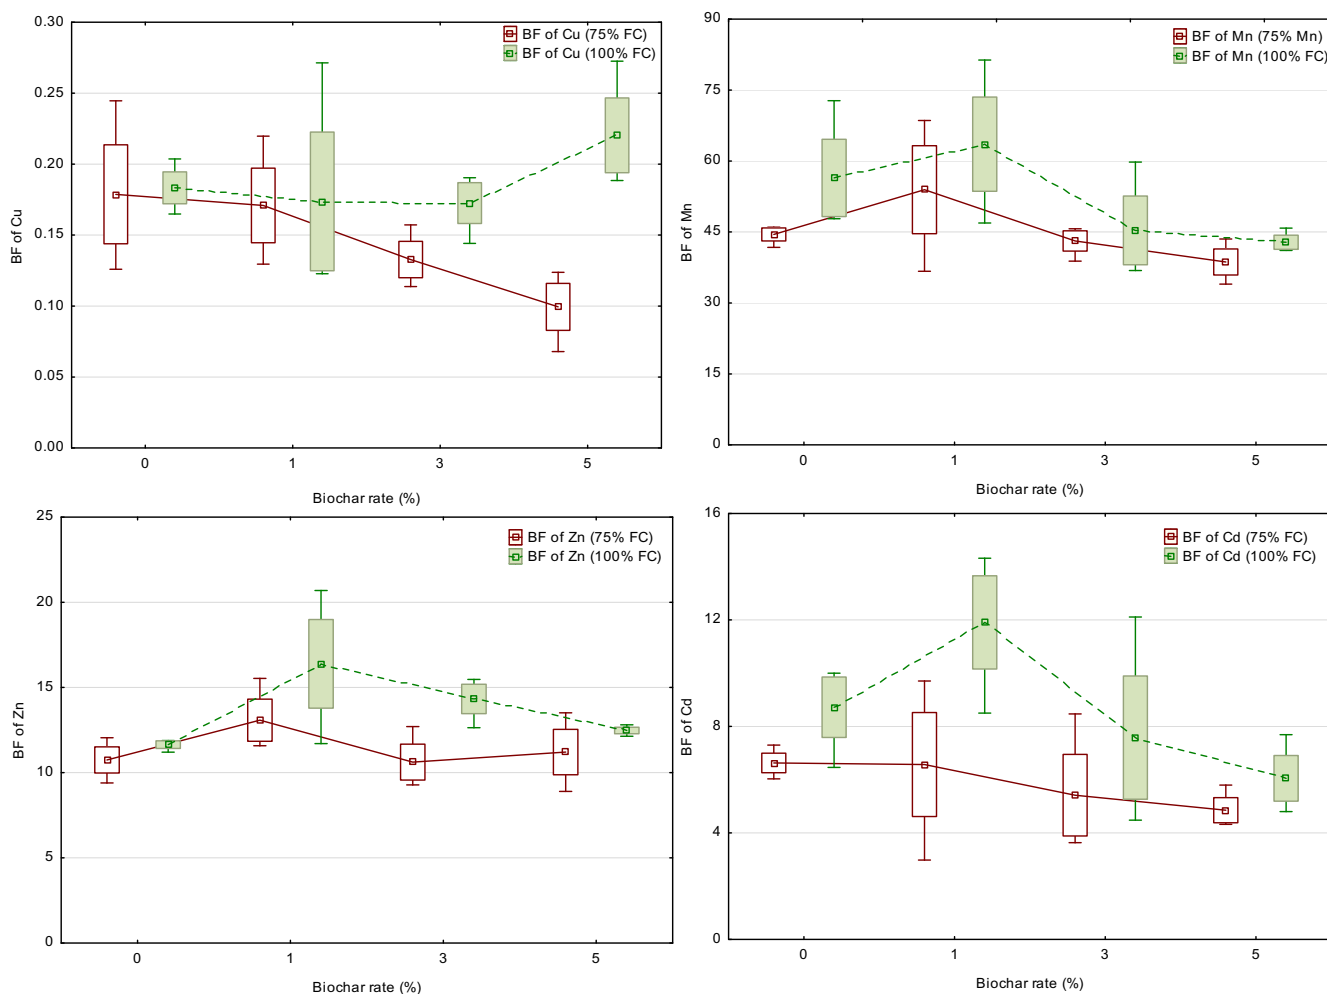 BF of Cu (75% FC)
BF of Cu (100% FC)
0.30
0.25
0.20
0.15
0.10
0.05
0.00
BF of Cu
0
1
3
5
Biochar rate (%)
BF of Mn (75% Mn)
BF of Mn (100% FC)
90
75
60
45
30
15
0
BF of Mn
0
1
3
5
Biochar rate (%)
BF of Zn (75% FC)
BF of Zn (100% FC)
25
20
15
10
5
0
BF of Zn
0
1
3
5
Biochar rate (%)
BF of Cd (75% FC)
BF of Cd (100% FC)
16
12
8
4
0
BF of Cd
0
1
3
5
Biochar rate (%)